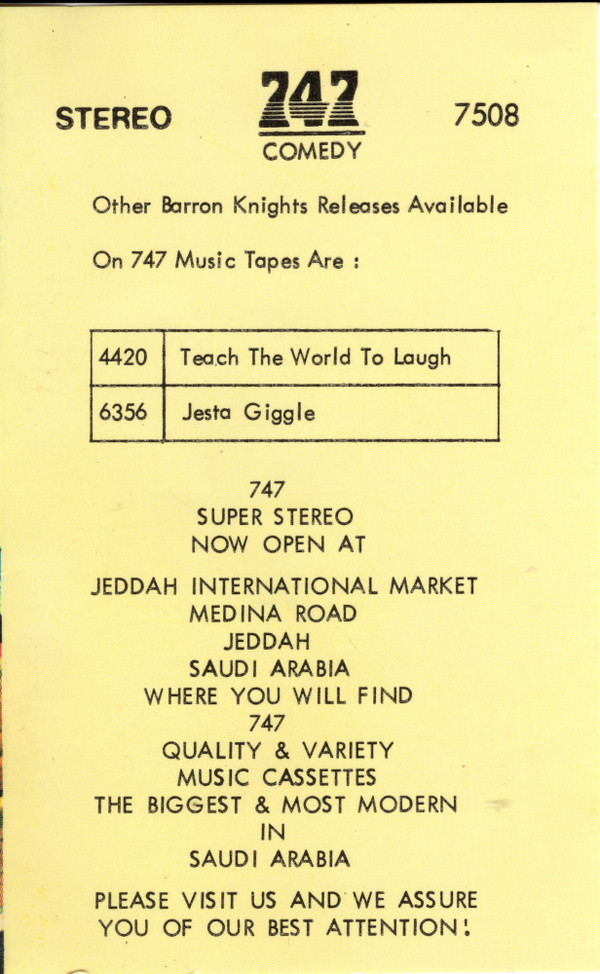 STEREO 747 7508
COMEDY
Other Barron Knights Releases Available
On 747 Music Tapes Are :
4420 Teach The World To Laugh
6356 Jesta Giggle
747
SUPER STEREO
NOW OPEN AT
JEDDAH INTERNATIONAL MARKET
MEDINA ROAD
JEDDAH
SAUDI ARABIA
WHERE YOU WILL FIND
747
QUALITY & VARIETY
MUSIC CASSETTES
THE BIGGEST & MOST MODERN
IN
SAUDI ARABIA
PLEASE VISIT US AND WE ASSURE
YOU OF OUR BEST ATTENTION!